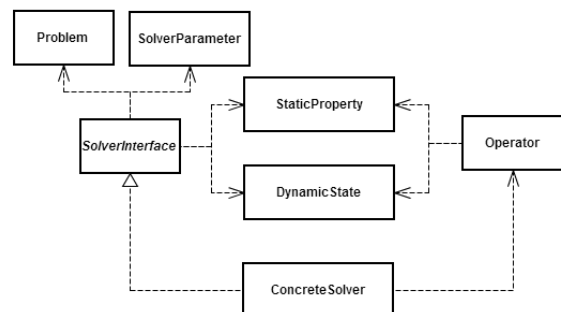 Problem
SolverParameter
StaticProperty
SolverInterface
Operator
DynamicState
ConcreteSolver